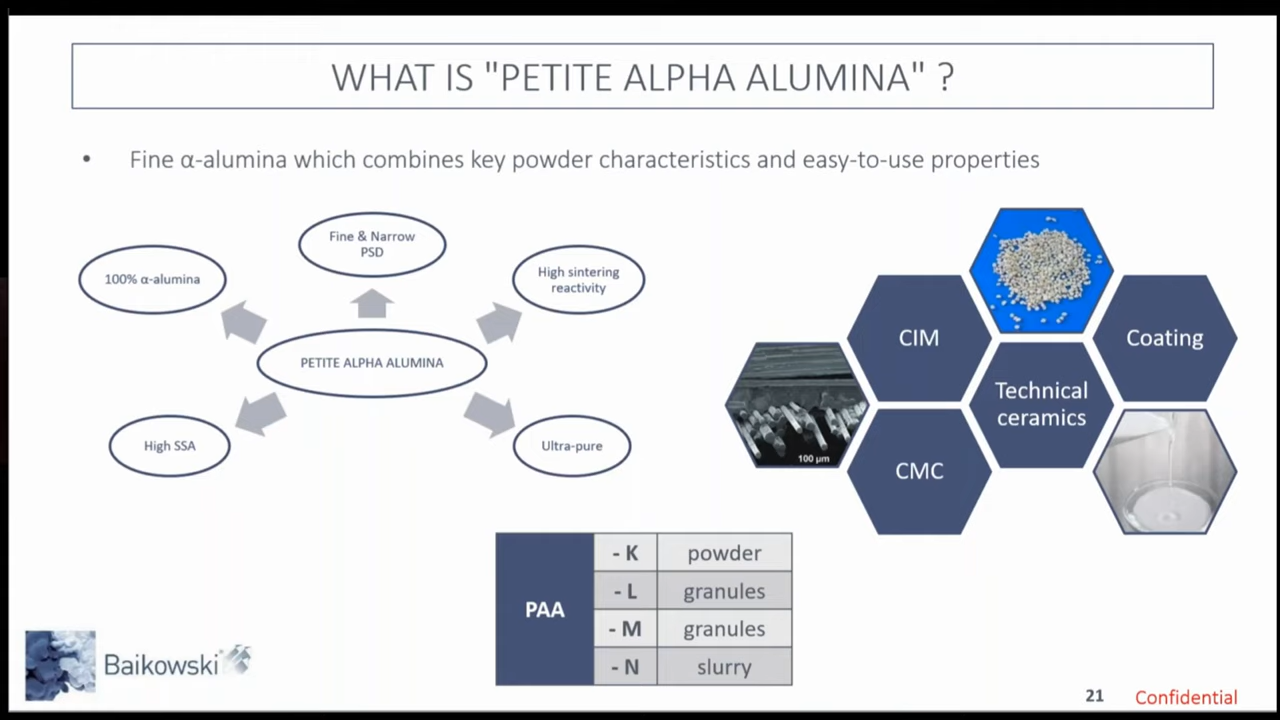 WHAT IS "PETITE ALPHA ALUMINA" ?
• Fine α-alumina which combines key powder characteristics and easy-to-use properties
Fine & Narrow
PSD
100% α-alumina
High sintering
reactivity
PETITE ALPHA ALUMINA
High SSA
Ultra-pure
CIM
Coating
Technical
ceramics
100 µm
CMC
PAA
- K powder
- L granules
- M granules
- N slurry
Baikowski
21 Confidential